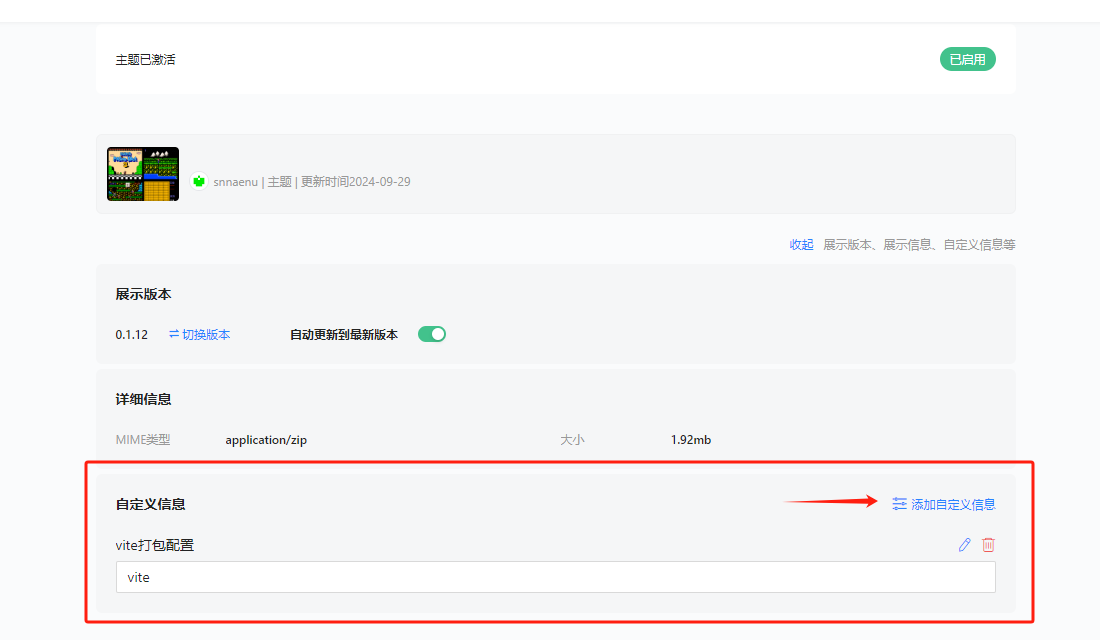 主题已激活
已启用
snnaenu | 主题 | 更新时间2024-09-29
收起 展示版本、展示信息、自定义信息等
展示版本
0.1.12 切换版本 自动更新到最新版本
详细信息
MIME类型 application/zip 大小 1.92mb
自定义信息 添加自定义信息
vite打包配置
vite